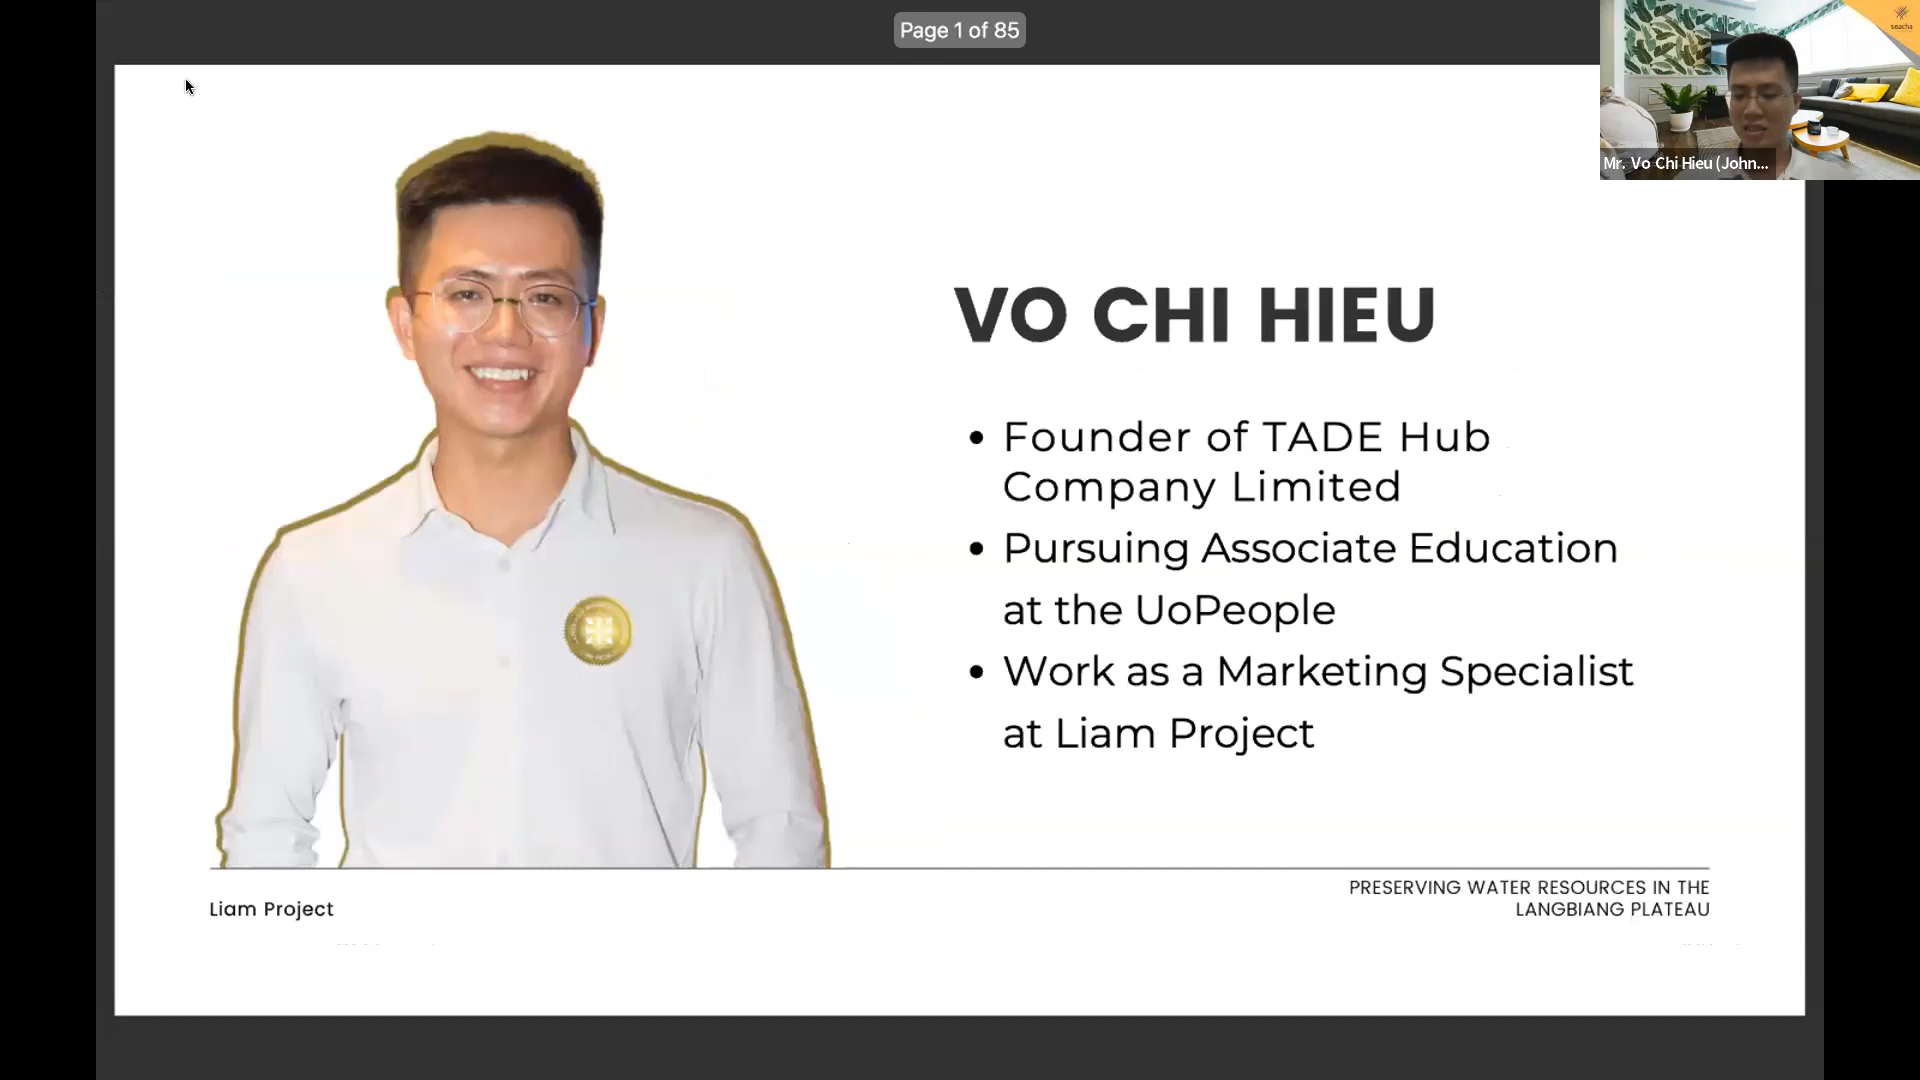 Page 1 of 85
seacha
Mr. Vo Chi Hieu (John...
VO CHI HIEU
• Founder of TADE Hub
Company Limited
• Pursuing Associate Education
at the UoPeople
• Work as a Marketing Specialist
at Liam Project
Liam Project
PRESERVING WATER RESOURCES IN THE
LANGBIANG PLATEAU